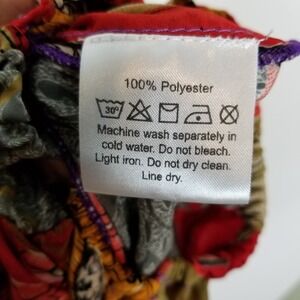 100% Polyester
30°
Machine wash separately in
cold water. Do not bleach.
Light iron. Do not dry clean.
Line dry.